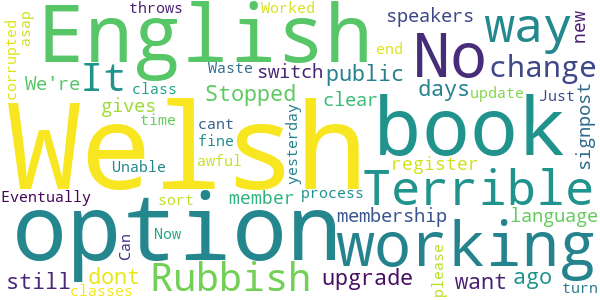 throws Worked
corrupted asap English It No way speakers new
We're end
Waste switch public change
class Stopped days update
gives clear Just signpost
Welsh time cant yesterday book
fine
Unable awful register
Eventually sort member process Terrible
option Can Now membership language
working
still dont Rubbish upgrade please want ago
classes turn